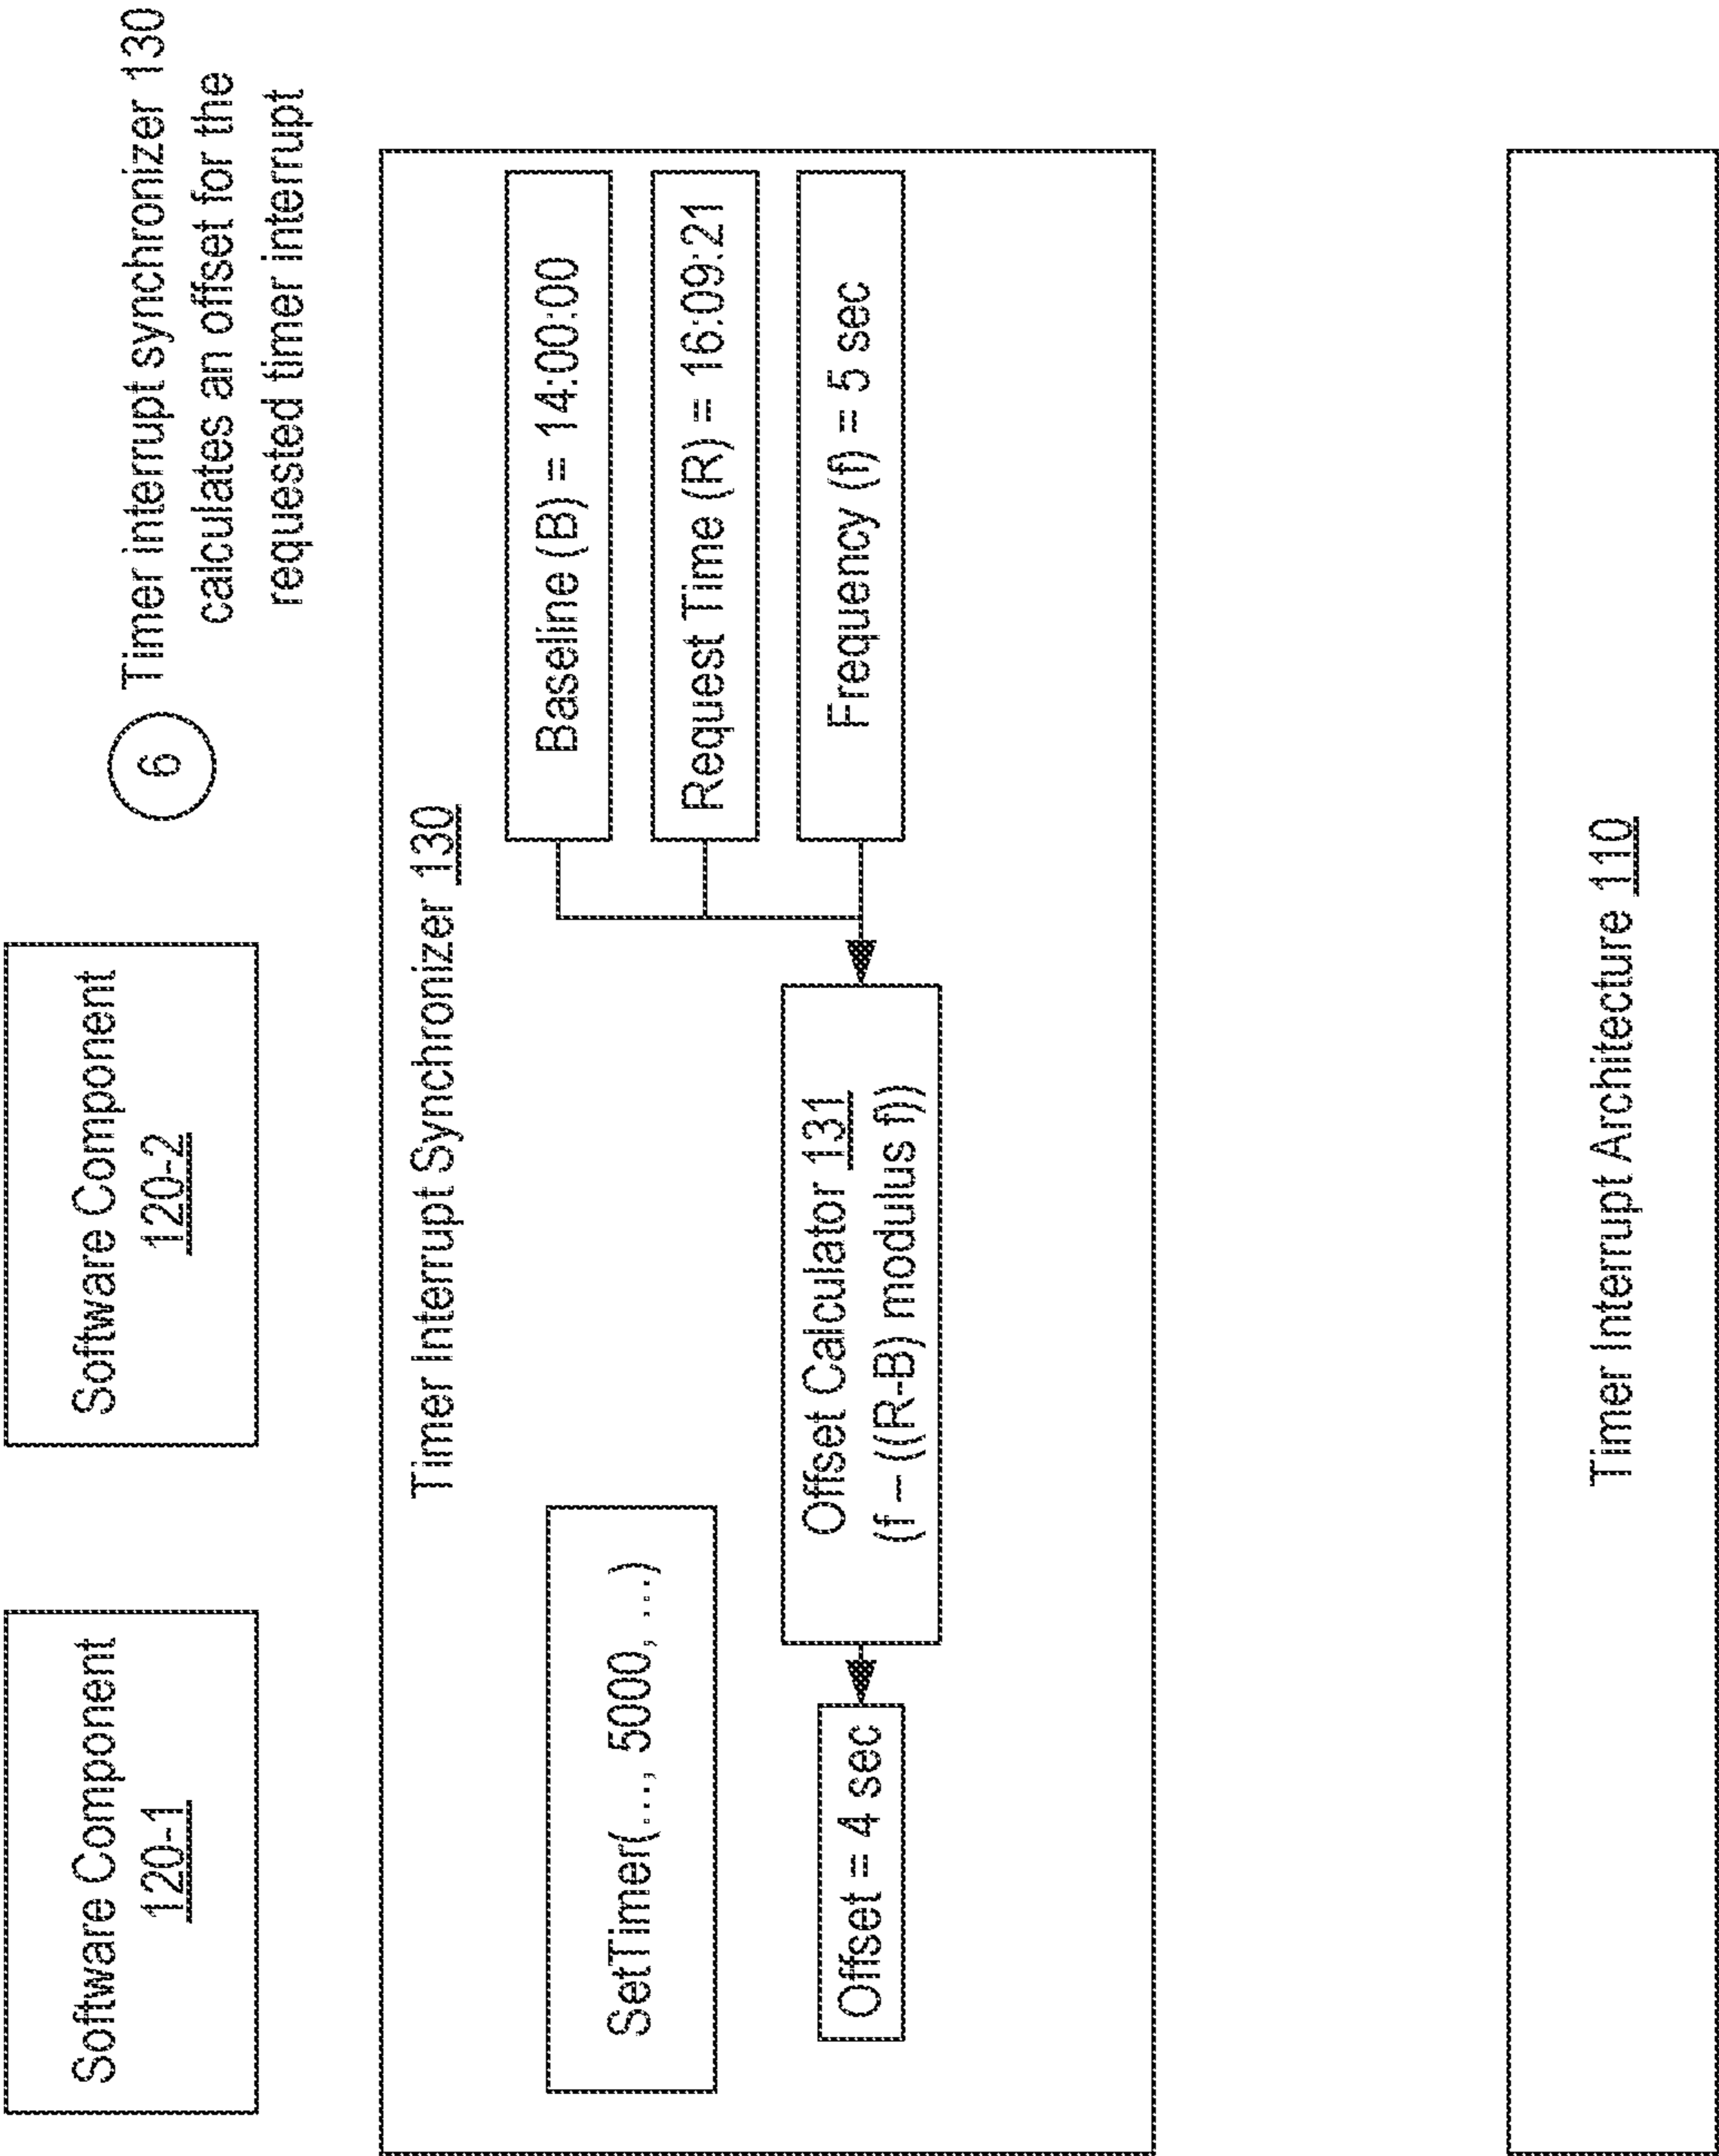 Software Component
120-1
Software Component
120-2
6
Timer interrupt synchronizer 130
calculates an offset for the
requested timer interrupt
Timer Interrupt Synchronizer 130
SetTimer(..., 5000, ...)
Baseline (B) = 14:00:00
Request Time (R) = 16:09:21
Frequency (f) = 5 sec
Offset Calculator 131
(f – ((R-B) modulus f))
Offset = 4 sec
Timer Interrupt Architecture 110